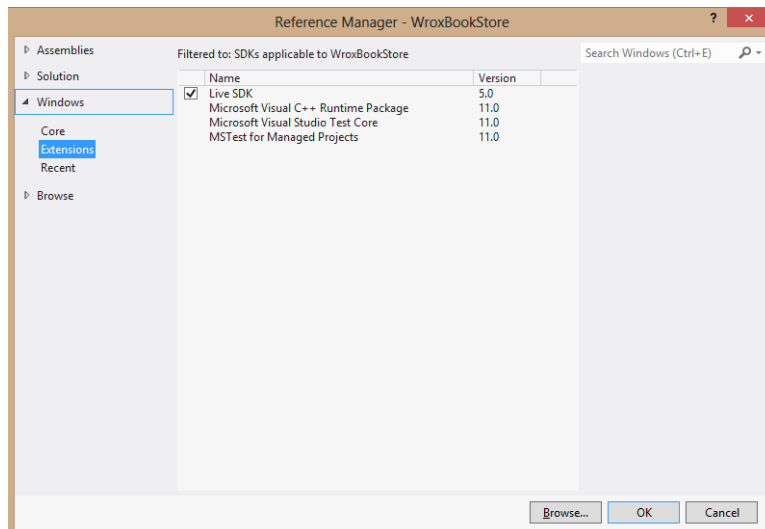 Reference Manager - WroxBookStore ?
Assemblies
Solution
Windows
Core
Extensions
Recent
Browse
Filtered to: SDKs applicable to WroxBookStore
Name Version
Live SDK 5.0
Microsoft Visual C++ Runtime Package 11.0
Microsoft Visual Studio Test Core 11.0
MSTest for Managed Projects 11.0
Search Windows (Ctrl+E)
Browse... OK Cancel